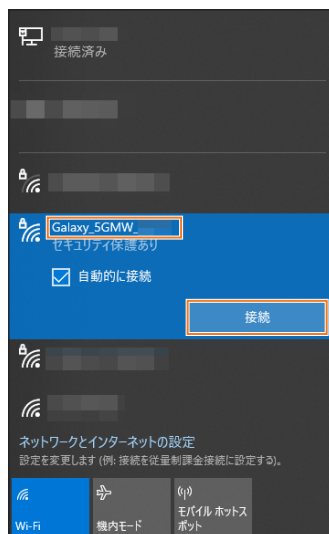 接続済み
Galaxy_5GMW_
セキュリティ保護あり
自動的に接続
接続
ネットワークとインターネットの設定
設定を変更します (例: 接続を従量制課金接続に設定する)。
Wi-Fi
機内モード
モバイル ホットス
ポット